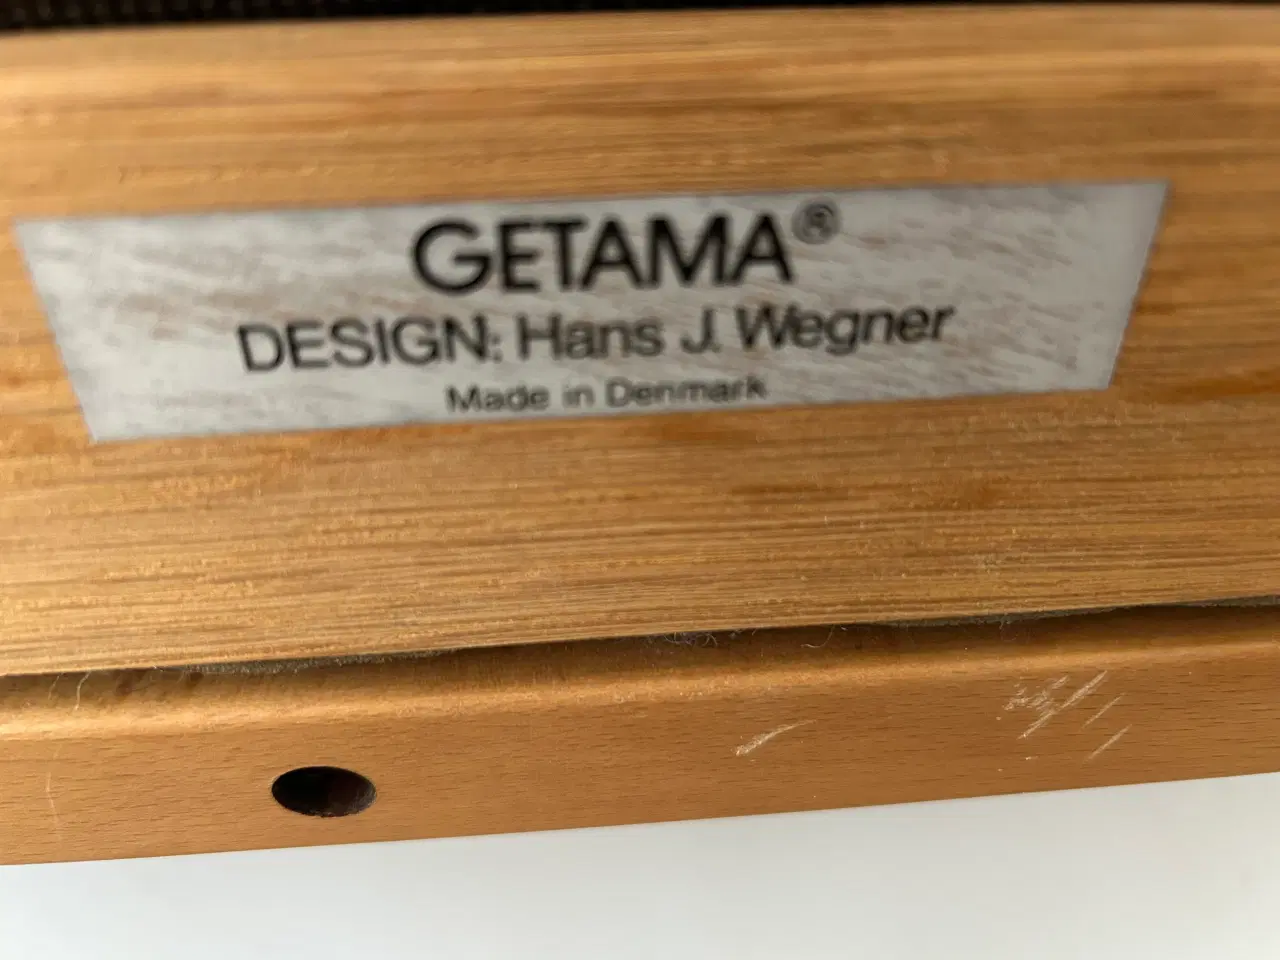 GETAMA®
DESIGN: Hans J. Wegner
Made in Denmark